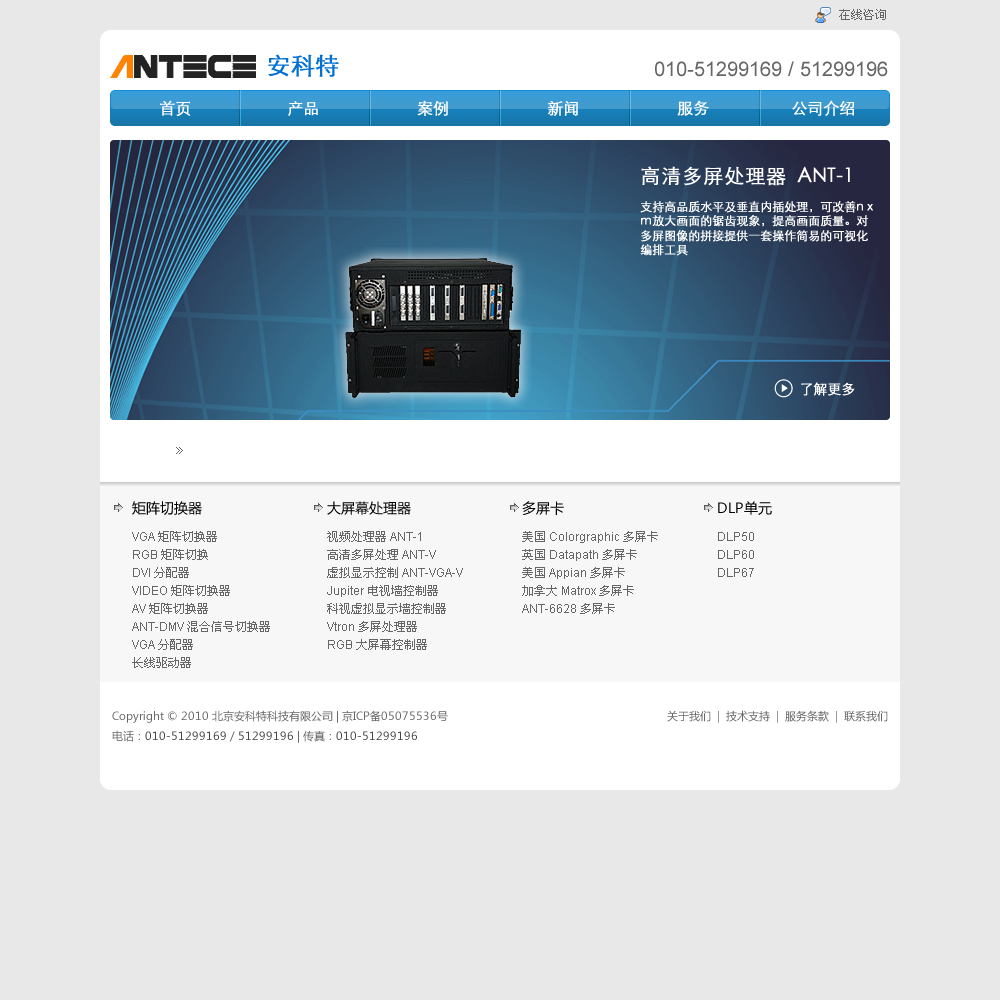 在线咨询
ANTECE 安科特
010-51299169 / 51299196
首页 产品 案例 新闻 服务 公司介绍
高清多屏处理器 ANT-1
支持高品质水平及垂直内插处理，可改善n x
m放大画面的锯齿现象，提高画面质量。对
多屏图像的拼接提供一套操作简易的可视化
编排工具
了解更多
»
矩阵切换器
VGA 矩阵切换器
RGB 矩阵切换
DVI 分配器
VIDEO 矩阵切换器
AV 矩阵切换器
ANT-DMV 混合信号切换器
VGA 分配器
长线驱动器
大屏幕处理器
视频处理器 ANT-1
高清多屏处理 ANT-V
虚拟显示控制 ANT-VGA-V
Jupiter 电视墙控制器
科视虚拟显示墙控制器
Vtron 多屏处理器
RGB 大屏幕控制器
多屏卡
美国 Colorgraphic 多屏卡
英国 Datapath 多屏卡
美国 Appian 多屏卡
加拿大 Matrox 多屏卡
ANT-6628 多屏卡
DLP单元
DLP50
DLP60
DLP67
Copyright © 2010 北京安科特科技有限公司 | 京ICP备05075536号
电话：010-51299169 / 51299196 | 传真：010-51299196
关于我们 | 技术支持 | 服务条款 | 联系我们